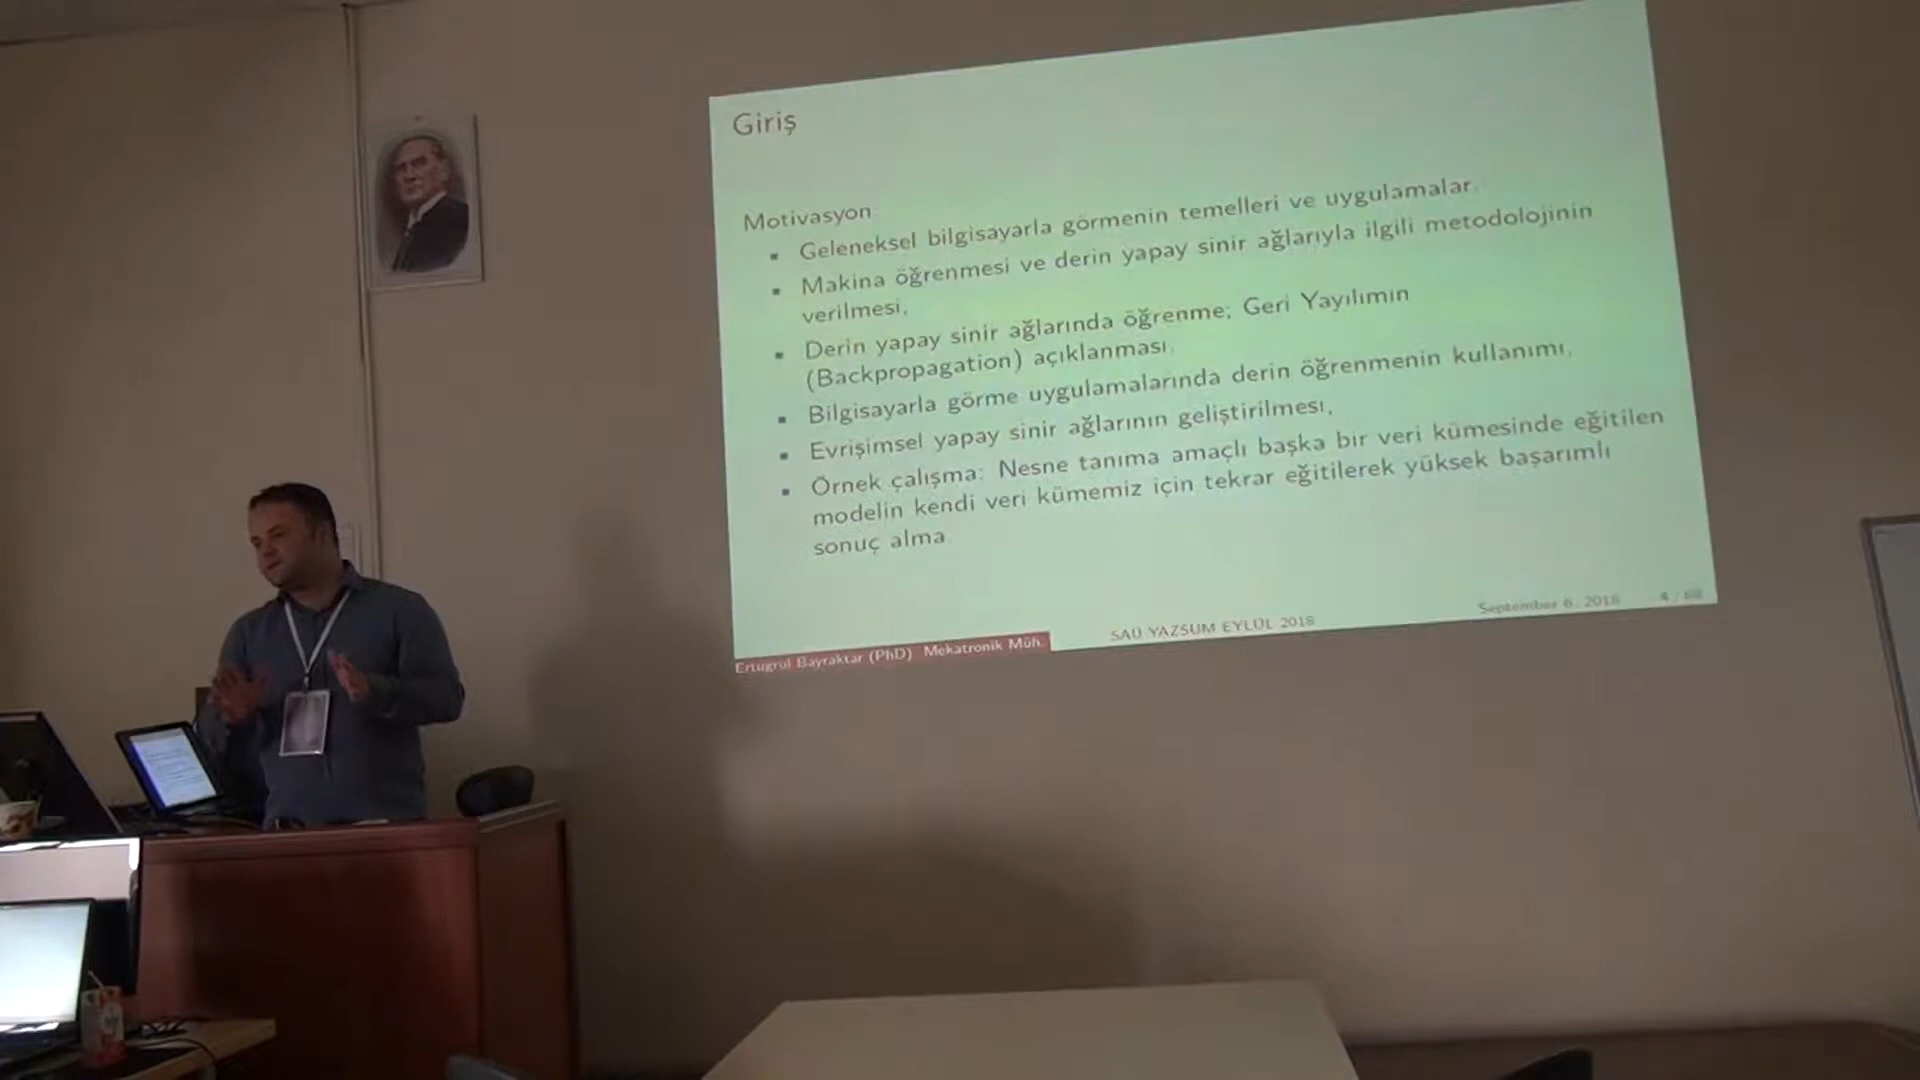 Giriş
Motivasyon
Geleneksel bilgisayarla görmenin temelleri ve uygulamalar.
Makina öğrenmesi ve derin yapay sinir ağlarıyla ilgili metodolojinin
verilmesi,
Derin yapay sinir ağlarında öğrenme; Geri Yayılımın
(Backpropagation) açıklanması.
Bilgisayarla görme uygulamalarında derin öğrenmenin kullanımı,
Evrişimsel yapay sinir ağlarının geliştirilmesi,
Örnek çalışma: Nesne tanıma amaçlı başka bir veri kümesinde eğitilen
modelin kendi veri kümemiz için tekrar eğitilerek yüksek başarımlı
sonuç alma.
Ertuğrul Bayraktar (PhD) Mekatronik Müh.
SAÜ YAZSUM EYLÜL 2018
September 6, 2018
4 /